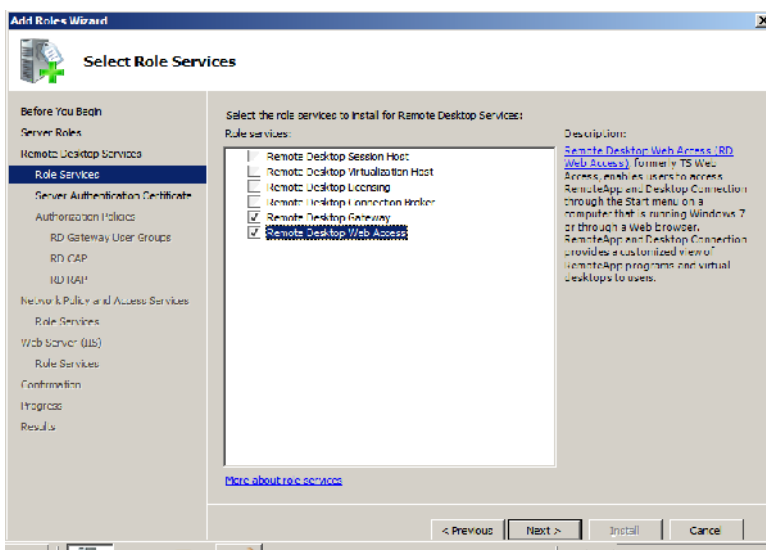 Add Roles Wizard
Select Role Services
Before You Begin
Server Roles
Remote Desktop Services
Role Services
Server Authentication Certificate
Authorization Policies
RD Gateway User Groups
RD CAP
RD RAP
Network Policy and Access Services
Role Services
Web Server (IIS)
Role Services
Confirmation
Progress
Results
Select the role services to install for Remote Desktop Services:
Role services:
Remote Desktop Session Host
Remote Desktop Virtualization Host
Remote Desktop Licensing
Remote Desktop Connection Broker
Remote Desktop Gateway
Remote Desktop Web Access
More about role services
Description:
Remote Desktop Web Access (RD
Web Access), formerly TS Web
Access, enables users to access
RemoteApp and Desktop Connection
through the Start menu on a
computer that is running Windows 7
or through a Web browser.
RemoteApp and Desktop Connection
provides a customized view of
RemoteApp programs and virtual
desktops to users.
< Previous
Next >
Install
Cancel